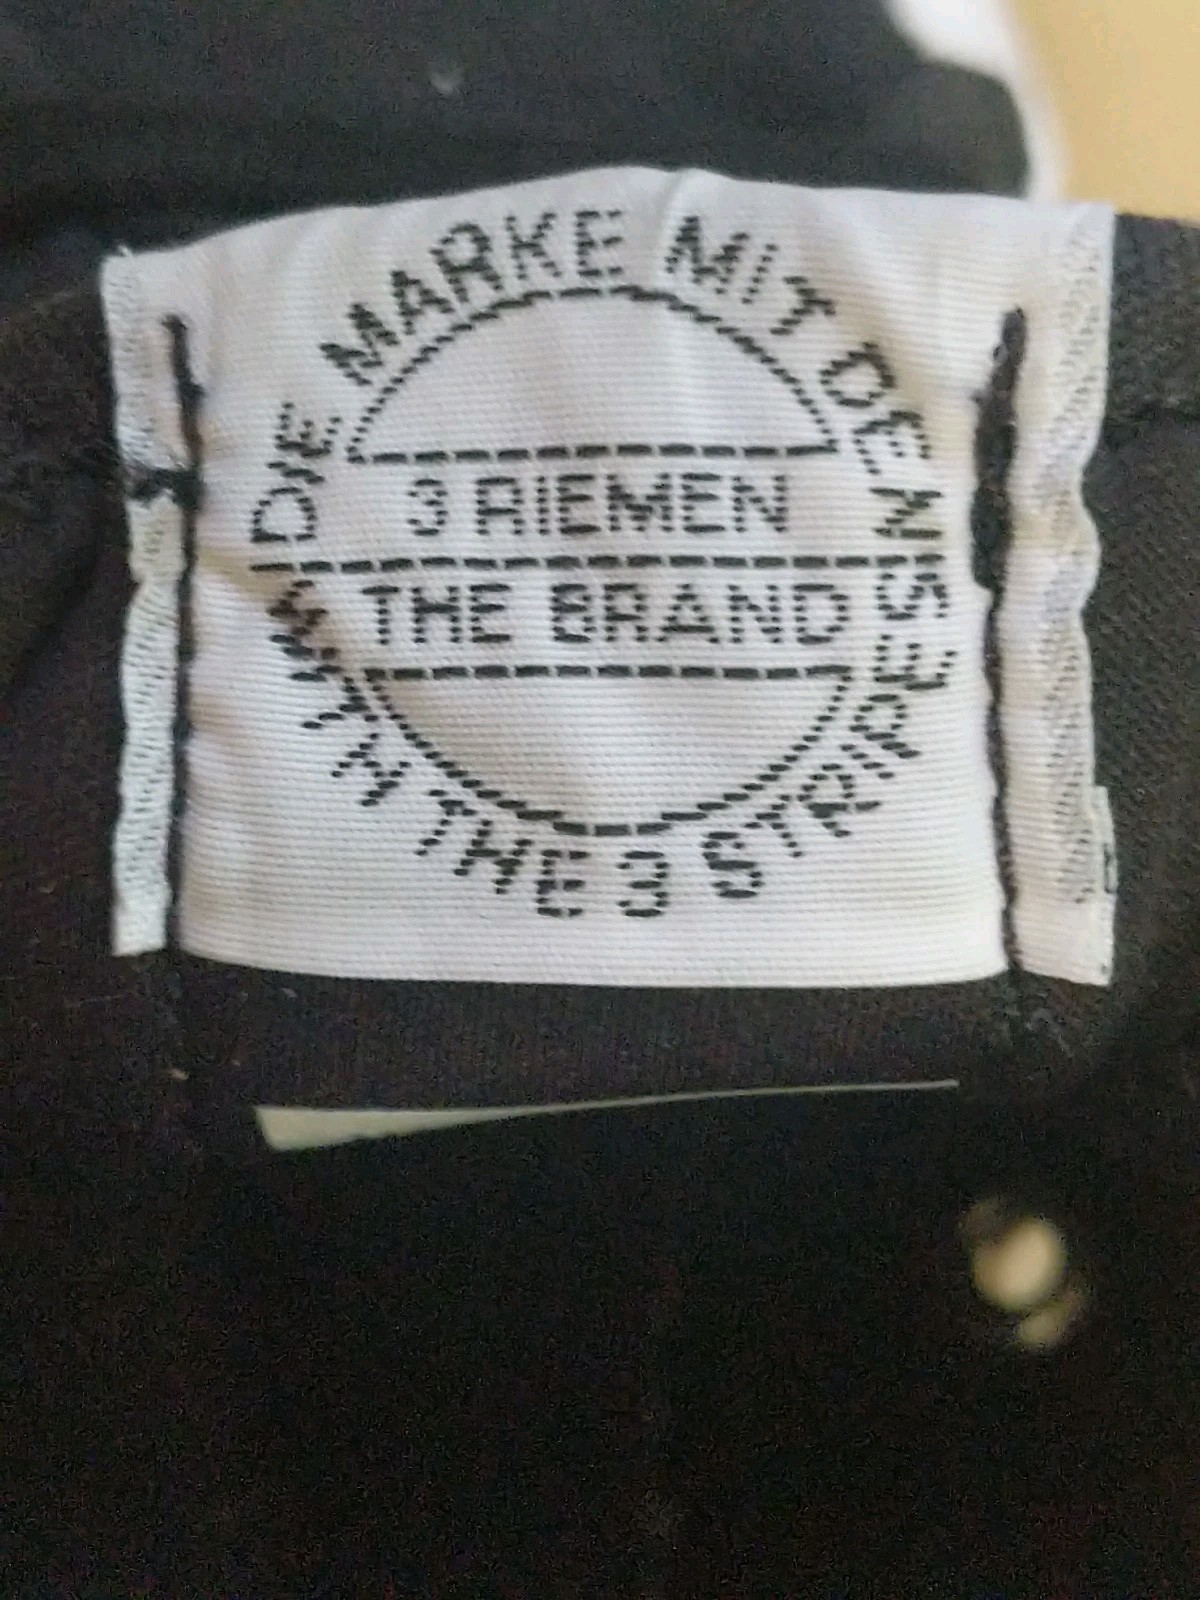 DIE MARKE MIT DEN
3 RIEMEN
THE BRAND
WITH THE 3 STRIPES